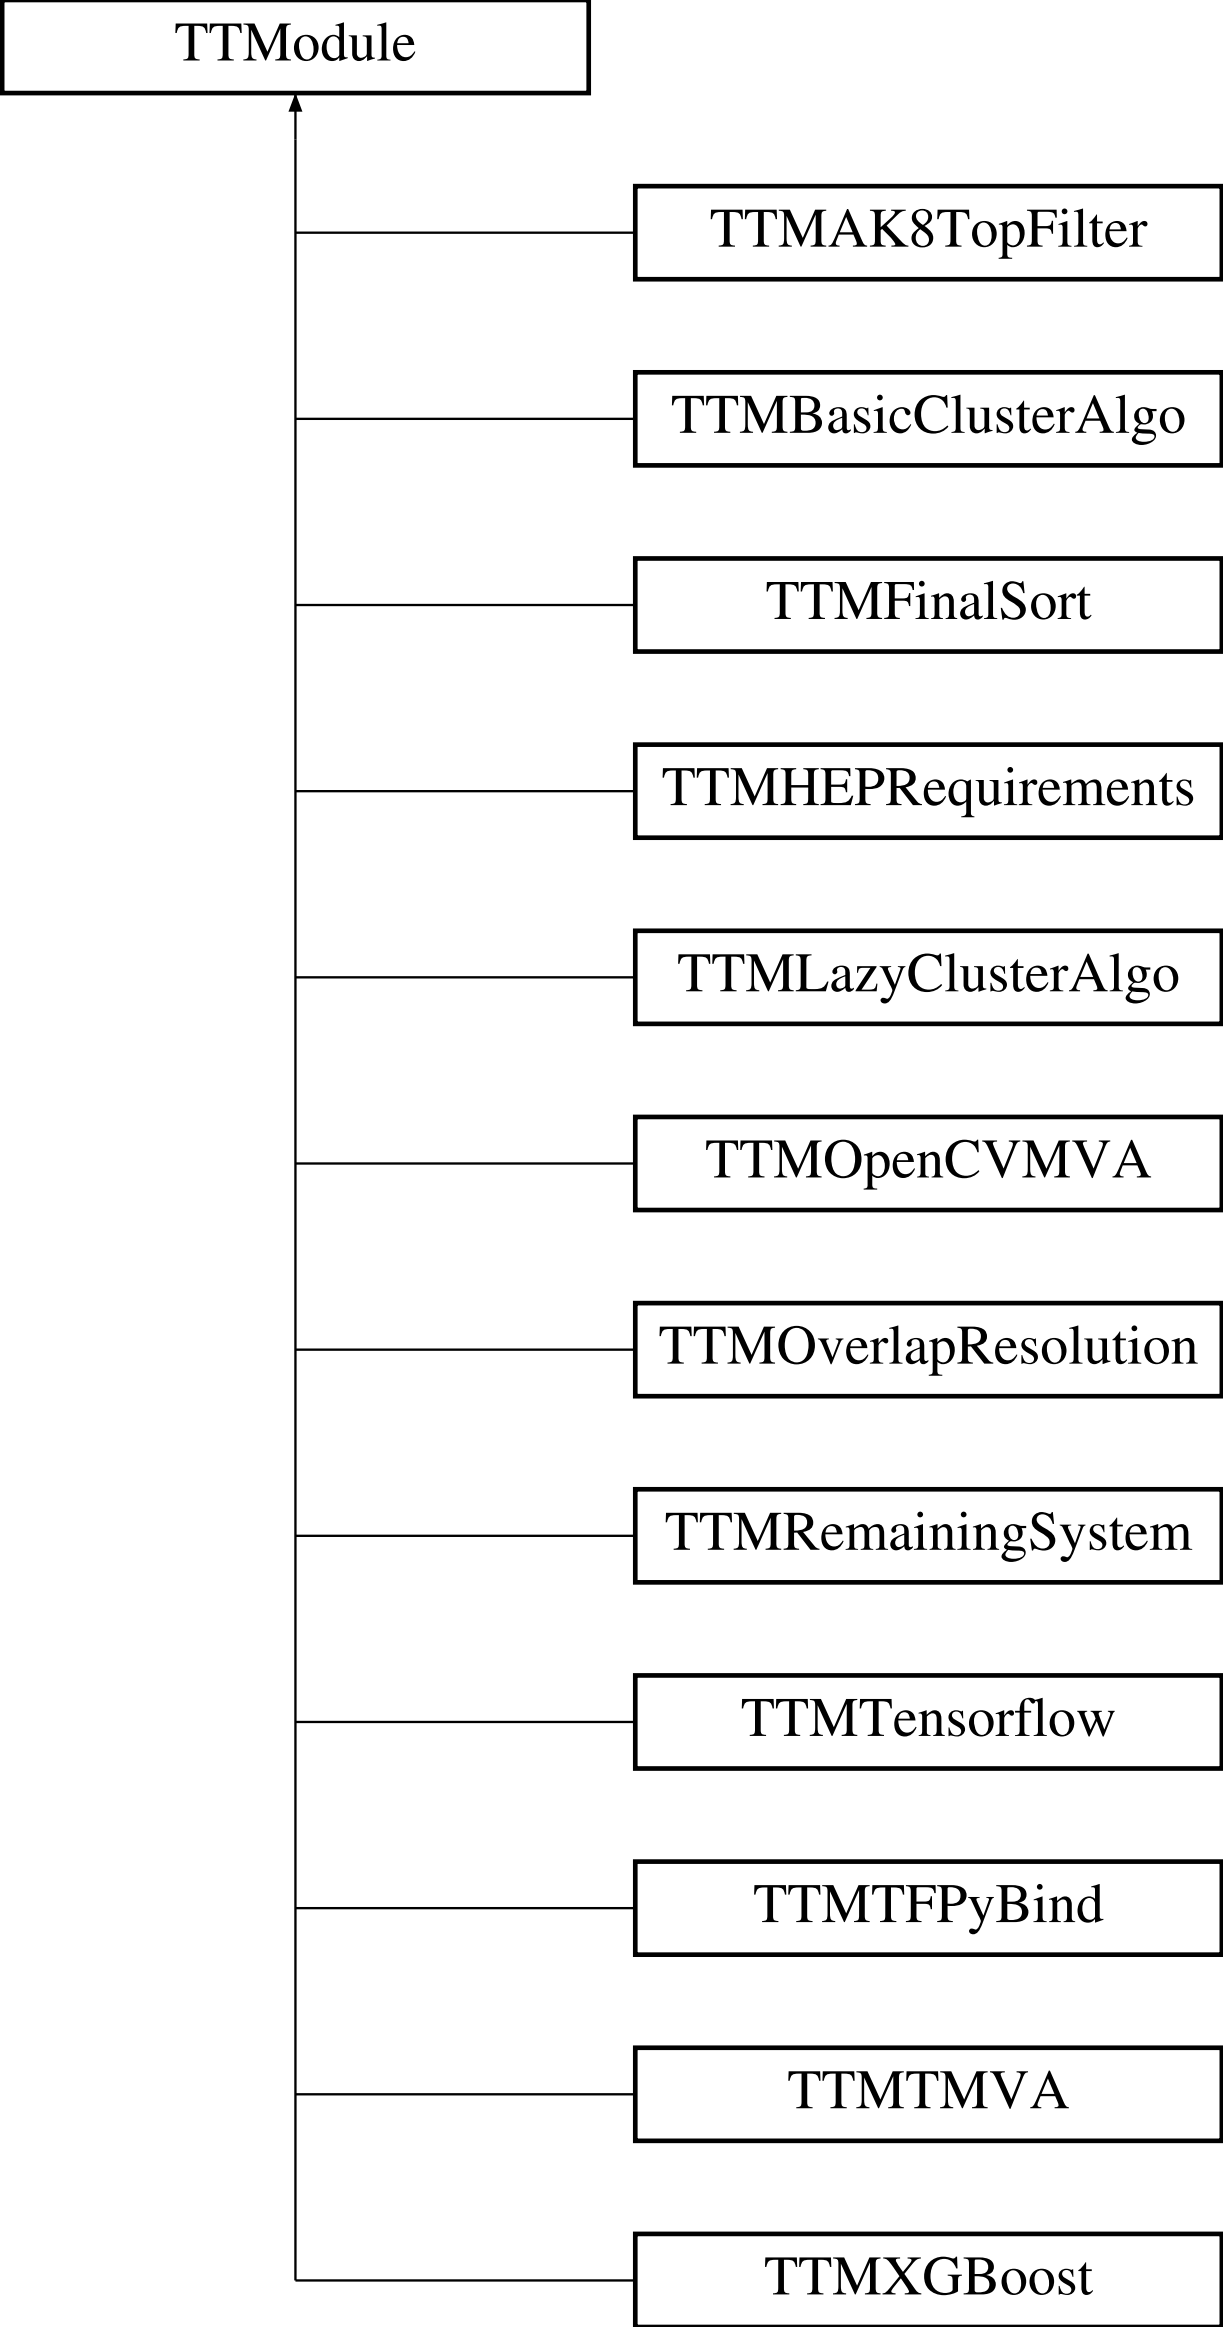 TTModule
TTMAK8TopFilter
TTMBasicClusterAlgo
TTMFinalSort
TTMHEPRequirements
TTMLazyClusterAlgo
TTMOpenCVMVA
TTMOverlapResolution
TTMRemainingSystem
TTMTensorflow
TTMTFPyBind
TTMTMVA
TTMXGBoost